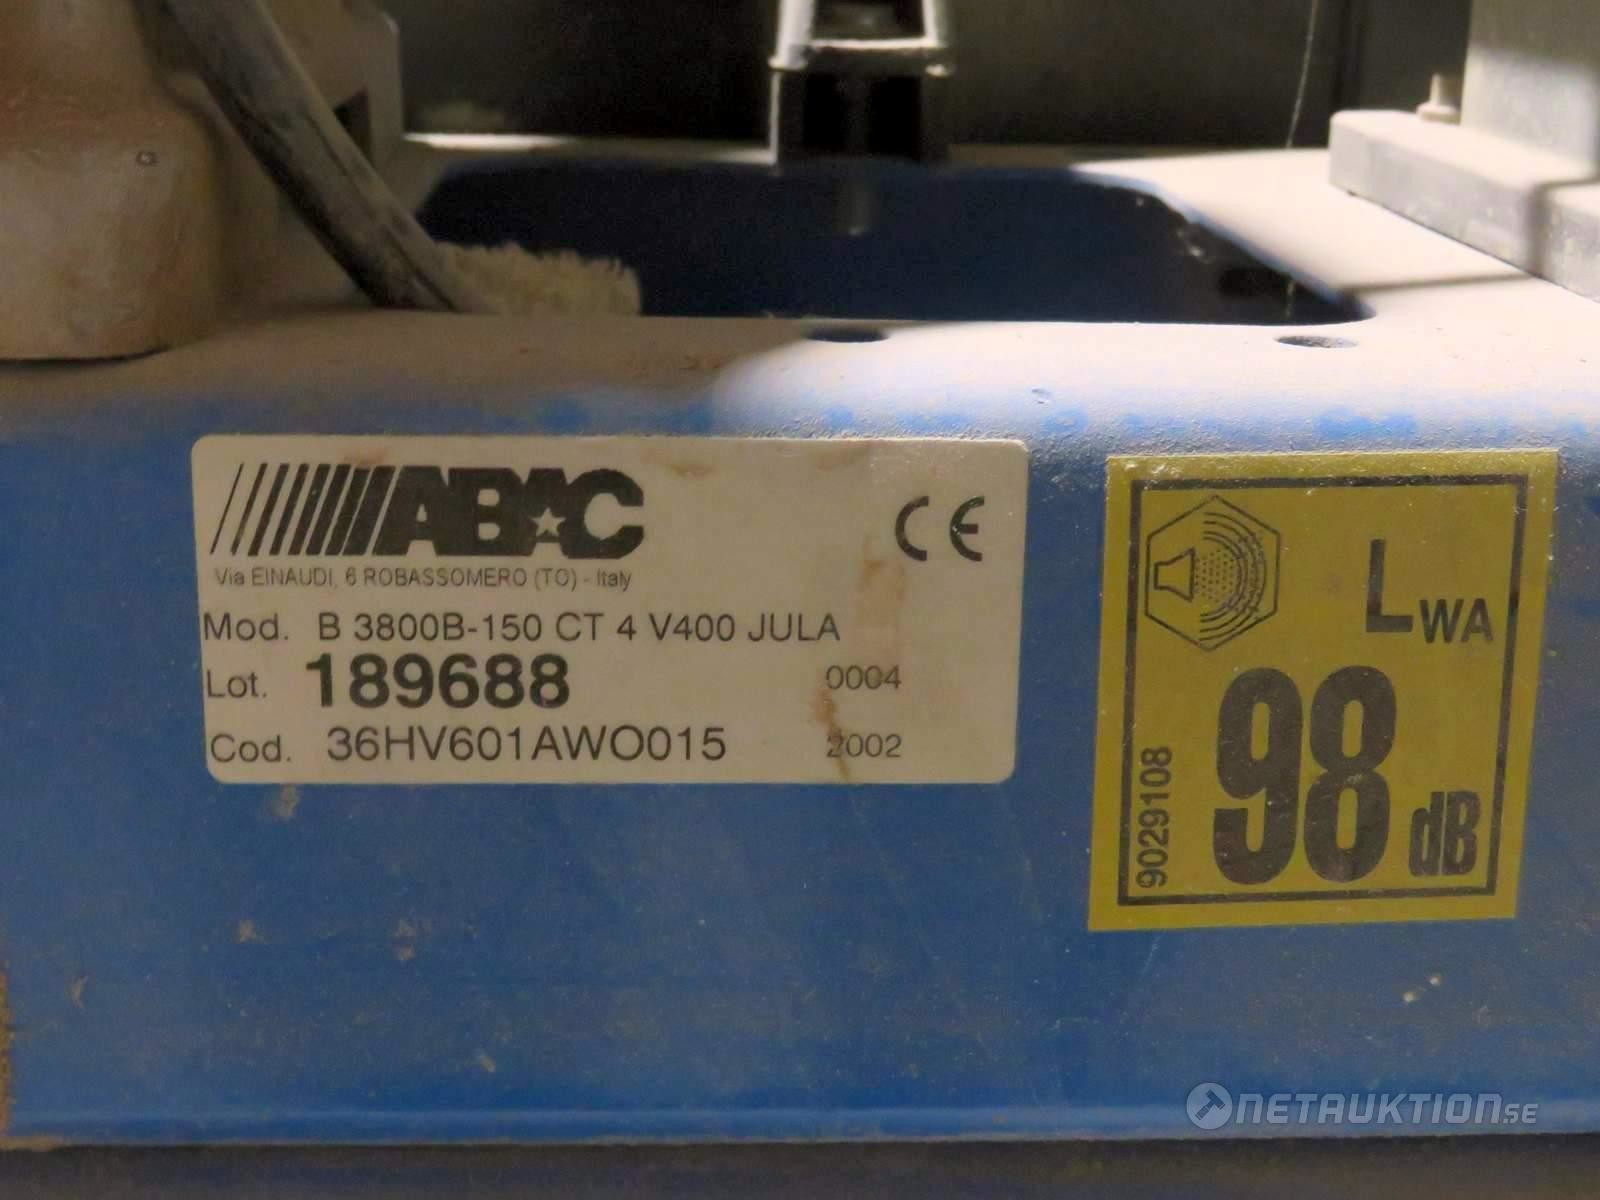 ABAC
CE
Via EINAUDI, 6 ROBASSOMERO (TO) - Italy
Mod. B 3800B-150 CT 4 V400 JULA
Lot. 189688 0004
Cod. 36HV601AWO015 2002
LWA
98 dB
9029108
NETAUKTION.SE